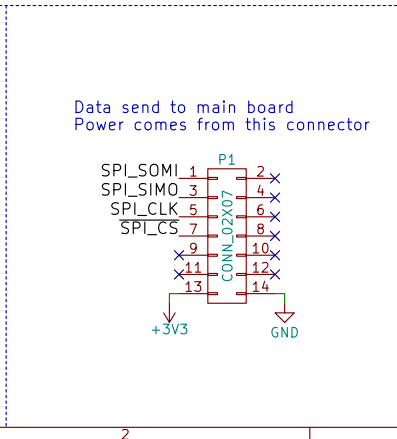 Data send to main board
Power comes from this connector
P1
SPI_SOMI 1 2
SPI_SIMO 3 4
SPI_CLK 5 6
SPI_CS 7 8
9 10
11 12
13 14
CONN_02X07
+3V3
GND
2